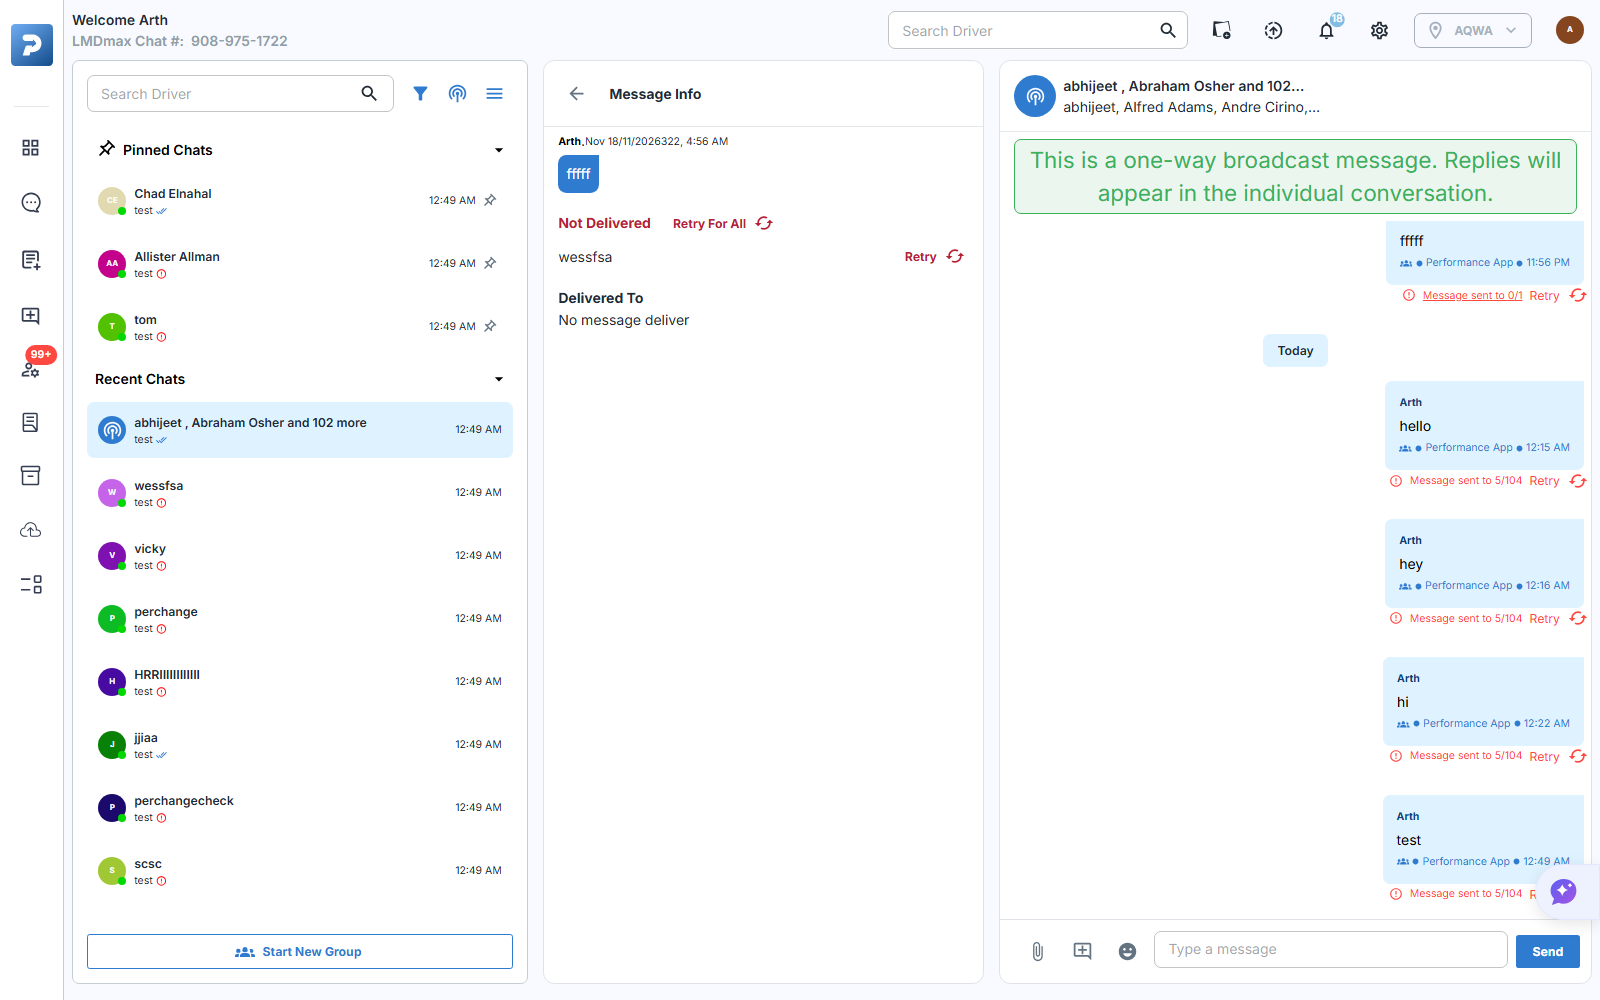 Welcome Arth
LMDmax Chat #: 908-975-1722
Search Driver
18
AQWA
A
99+
Search Driver
Pinned Chats
CE
Chad Elnahal
test
12:49 AM
AA
Allister Allman
test
12:49 AM
T
tom
test
12:49 AM
Recent Chats
abhijeet , Abraham Osher and 102 more
test
12:49 AM
W
wessfsa
test
12:49 AM
V
vicky
test
12:49 AM
P
perchange
test
12:49 AM
H
HRRIIIIIIIIIIII
test
12:49 AM
J
jjiaa
test
12:49 AM
P
perchangecheck
test
12:49 AM
S
scsc
test
12:49 AM
Start New Group
Message Info
Arth,Nov 18/11/2026322, 4:56 AM
fffff
Not Delivered Retry For All
wessfsa Retry
Delivered To
No message deliver
abhijeet , Abraham Osher and 102...
abhijeet, Alfred Adams, Andre Cirino,...
This is a one-way broadcast message. Replies will
appear in the individual conversation.
fffff
Performance App ● 11:56 PM
Message sent to 0/1 Retry
Today
Arth
hello
Performance App ● 12:15 AM
Message sent to 5/104 Retry
Arth
hey
Performance App ● 12:16 AM
Message sent to 5/104 Retry
Arth
hi
Performance App ● 12:22 AM
Message sent to 5/104 Retry
Arth
test
Performance App ● 12:49 AM
Message sent to 5/104
Type a message
Send